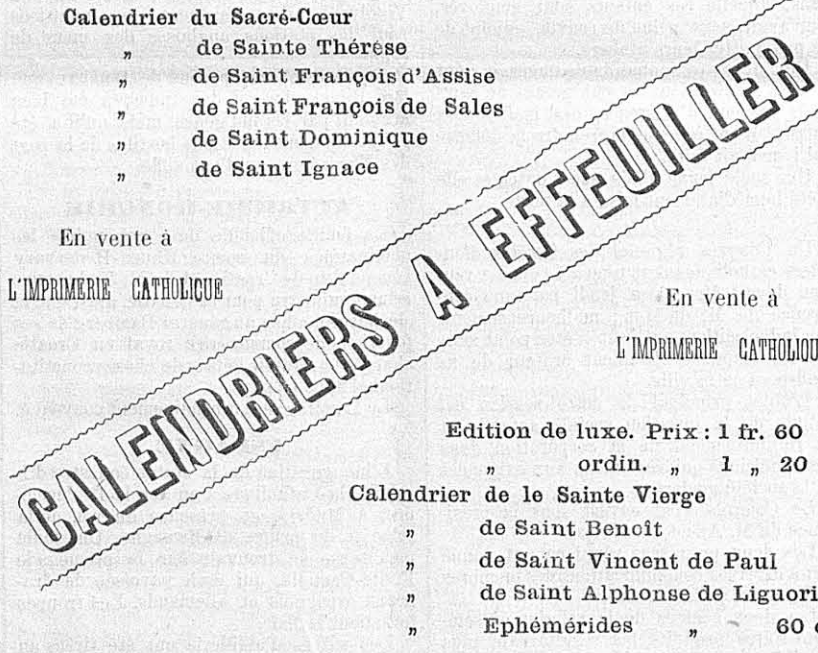 Calendrier du Sacré-Cœur
„ de Sainte Thérèse
„ de Saint François d'Assise
„ de Saint François de Sales
„ de Saint Dominique
„ de Saint Ignace
En vente à
L'IMPRIMERIE CATHOLIQUE
CALENDRIERS A EFFEUILLER
En vente à
L'IMPRIMERIE CATHOLIQU
Edition de luxe. Prix : 1 fr. 60
„ ordin. „ 1 „ 20
Calendrier de le Sainte Vierge
„ de Saint Benoît
„ de Saint Vincent de Paul
„ de Saint Alphonse de Liguori
„ Ephémérides „ 60 c